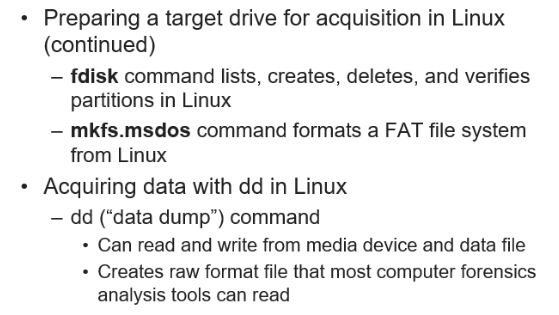 • Preparing a target drive for acquisition in Linux
(continued)
– fdisk command lists, creates, deletes, and verifies
partitions in Linux
– mkfs.msdos command formats a FAT file system
from Linux
• Acquiring data with dd in Linux
– dd (“data dump”) command
• Can read and write from media device and data file
• Creates raw format file that most computer forensics
analysis tools can read